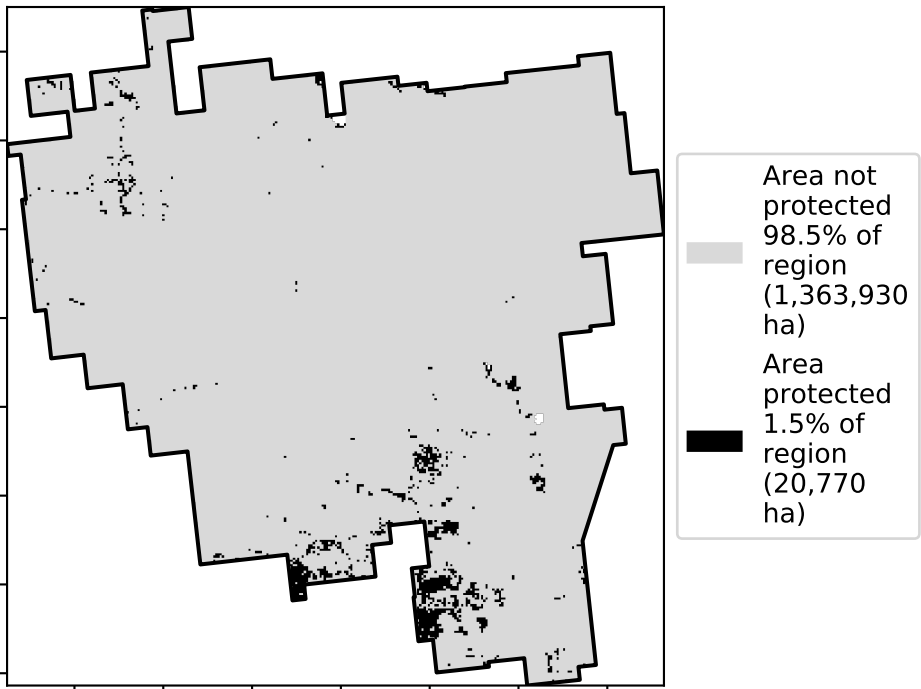 Area not
protected
98.5% of
region
(1,363,930
ha)
Area
protected
1.5% of
region
(20,770
ha)